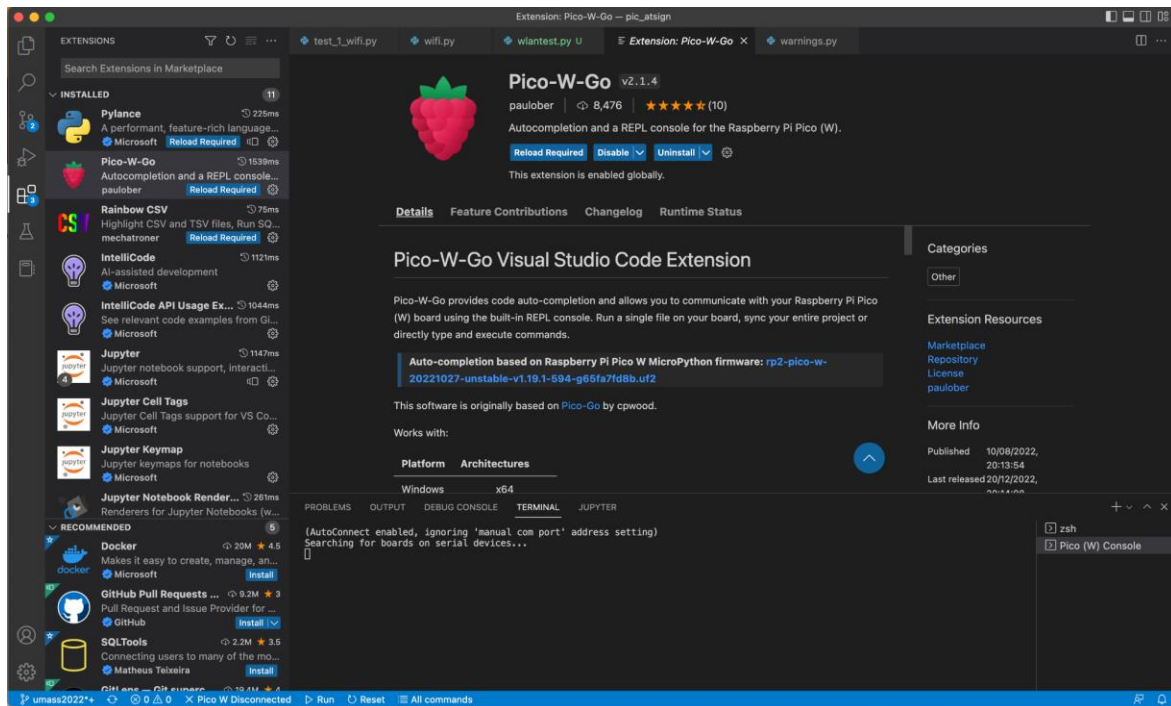 Extension: Pico-W-Go — pic_atsign
EXTENSIONS
Search Extensions in Marketplace
INSTALLED
11
Pylance
225ms
A performant, feature-rich language...
Microsoft
Reload Required
Pico-W-Go
1539ms
Autocompletion and a REPL console...
paulober
Reload Required
Rainbow CSV
75ms
Highlight CSV and TSV files, Run SQ...
mechatroner
Reload Required
IntelliCode
1121ms
AI-assisted development
Microsoft
IntelliCode API Usage Ex...
1044ms
See relevant code examples from Gi...
Microsoft
Jupyter
1147ms
Jupyter notebook support, interacti...
Microsoft
4
Jupyter Cell Tags
Jupyter Cell Tags support for VS Co...
Microsoft
Jupyter Keymap
Jupyter keymaps for notebooks
Microsoft
Jupyter Notebook Render...
261ms
Renderers for Jupyter Notebooks (w...
RECOMMENDED
5
Docker
20M ★ 4.5
Makes it easy to create, manage, an...
Microsoft
Install
GitHub Pull Requests ...
9.2M ★ 3
Pull Request and Issue Provider for ...
GitHub
Install
SQLTools
2.2M ★ 3.5
Connecting users to many of the mo...
Matheus Teixeira
Install
test_1_wifi.py
wifi.py
wlantest.py U
Extension: Pico-W-Go
warnings.py
Pico-W-Go v2.1.4
paulober
8,476
★★★★★(10)
Autocompletion and a REPL console for the Raspberry Pi Pico (W).
Reload Required
Disable
Uninstall
This extension is enabled globally.
Details
Feature Contributions
Changelog
Runtime Status
Pico-W-Go Visual Studio Code Extension
Pico-W-Go provides code auto-completion and allows you to communicate with your Raspberry Pi Pico
(W) board using the built-in REPL console. Run a single file on your board, sync your entire project or
directly type and execute commands.
Auto-completion based on Raspberry Pi Pico W MicroPython firmware: rp2-pico-w-
20221027-unstable-v1.19.1-594-g65fa7fd8b.uf2
This software is originally based on Pico-Go by cpwood.
Works with:
Platform Architectures
Windows x64
Categories
Other
Extension Resources
Marketplace
Repository
License
paulober
More Info
Published 10/08/2022,
20:13:54
Last released 20/12/2022,
PROBLEMS
OUTPUT
DEBUG CONSOLE
TERMINAL
JUPYTER
(AutoConnect enabled, ignoring 'manual com port' address setting)
Searching for boards on serial devices...
zsh
Pico (W) Console
umass2022*+
0
0
Pico W Disconnected
Run
Reset
All commands